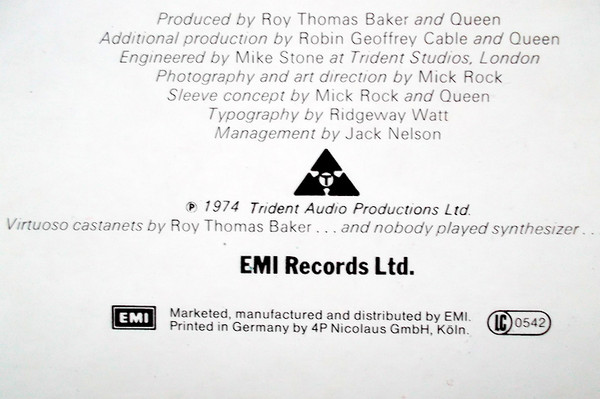 Produced by Roy Thomas Baker and Queen
Additional production by Robin Geoffrey Cable and Queen
Engineered by Mike Stone at Trident Studios, London
Photography and art direction by Mick Rock
Sleeve concept by Mick Rock and Queen
Typography by Ridgeway Watt
Management by Jack Nelson
T
℗ 1974 Trident Audio Productions Ltd.
Virtuoso castanets by Roy Thomas Baker . . . and nobody played synthesizer . .
EMI Records Ltd.
EMI Marketed, manufactured and distributed by EMI.
Printed in Germany by 4P Nicolaus GmbH, Köln.
LC 0542